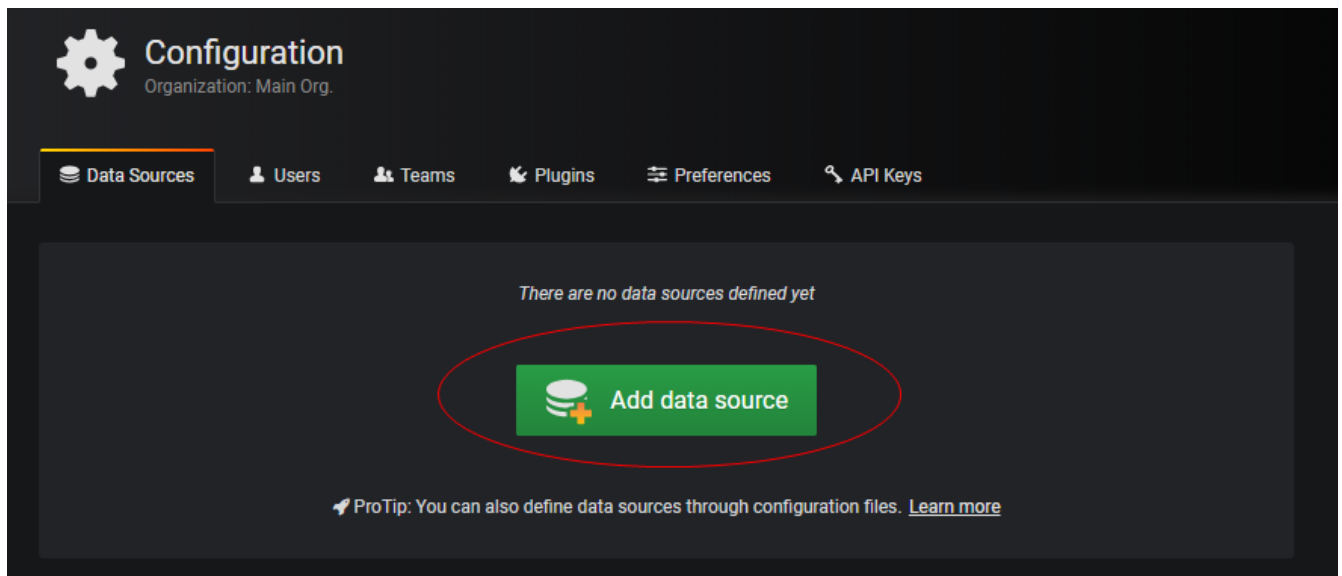 Configuration
Organization: Main Org.
Data Sources Users Teams Plugins Preferences API Keys
There are no data sources defined yet
Add data source
ProTip: You can also define data sources through configuration files. Learn more